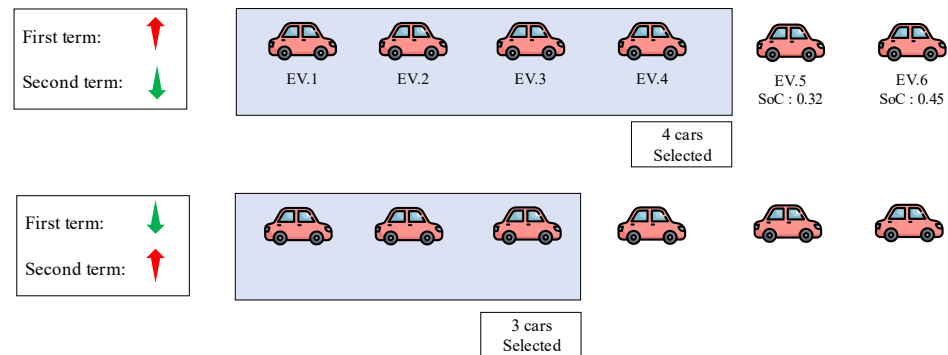 First term:
Second term:
EV.1
EV.2
EV.3
EV.4
EV.5
SoC : 0.32
EV.6
SoC : 0.45
4 cars
Selected
First term:
Second term:
3 cars
Selected